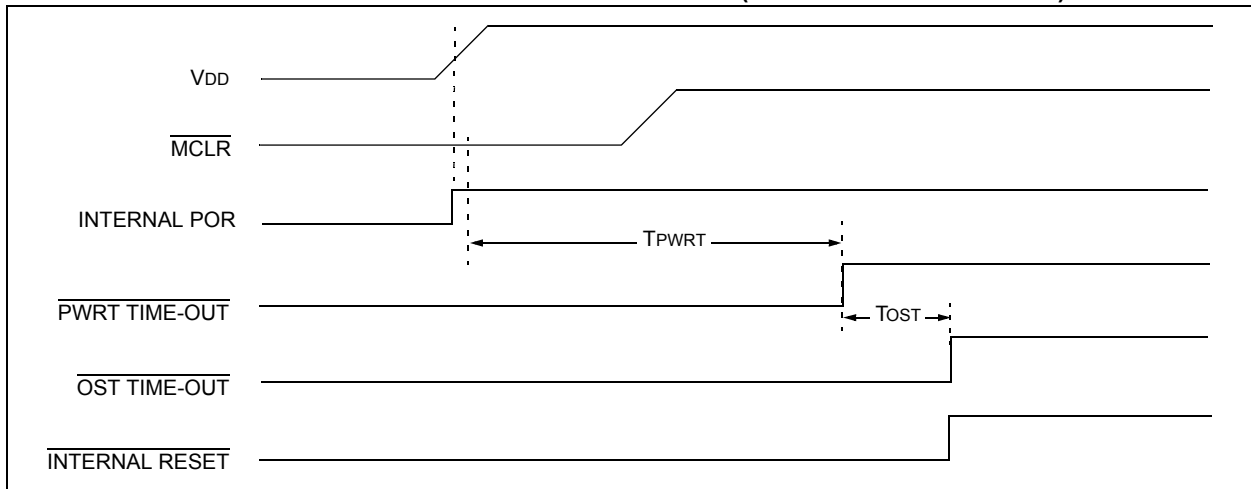 VDD
MCLR
INTERNAL POR
TPWRT
PWRT TIME-OUT
TOST
OST TIME-OUT
INTERNAL RESET